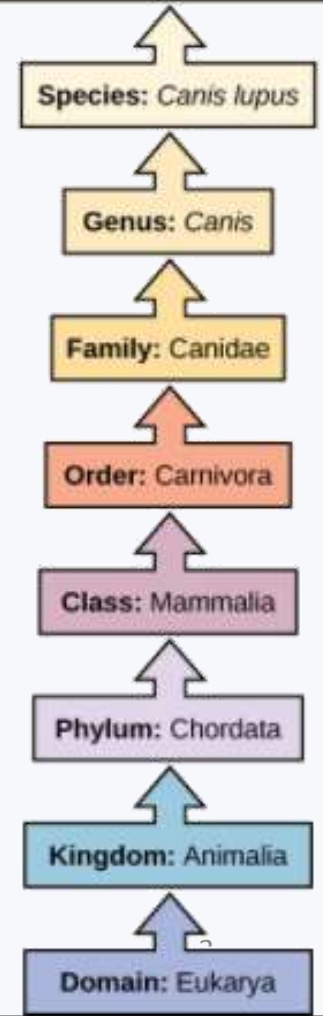 Species: Canis lupus
Genus: Canis
Family: Canidae
Order: Carnivora
Class: Mammalia
Phylum: Chordata
Kingdom: Animalia
Domain: Eukarya